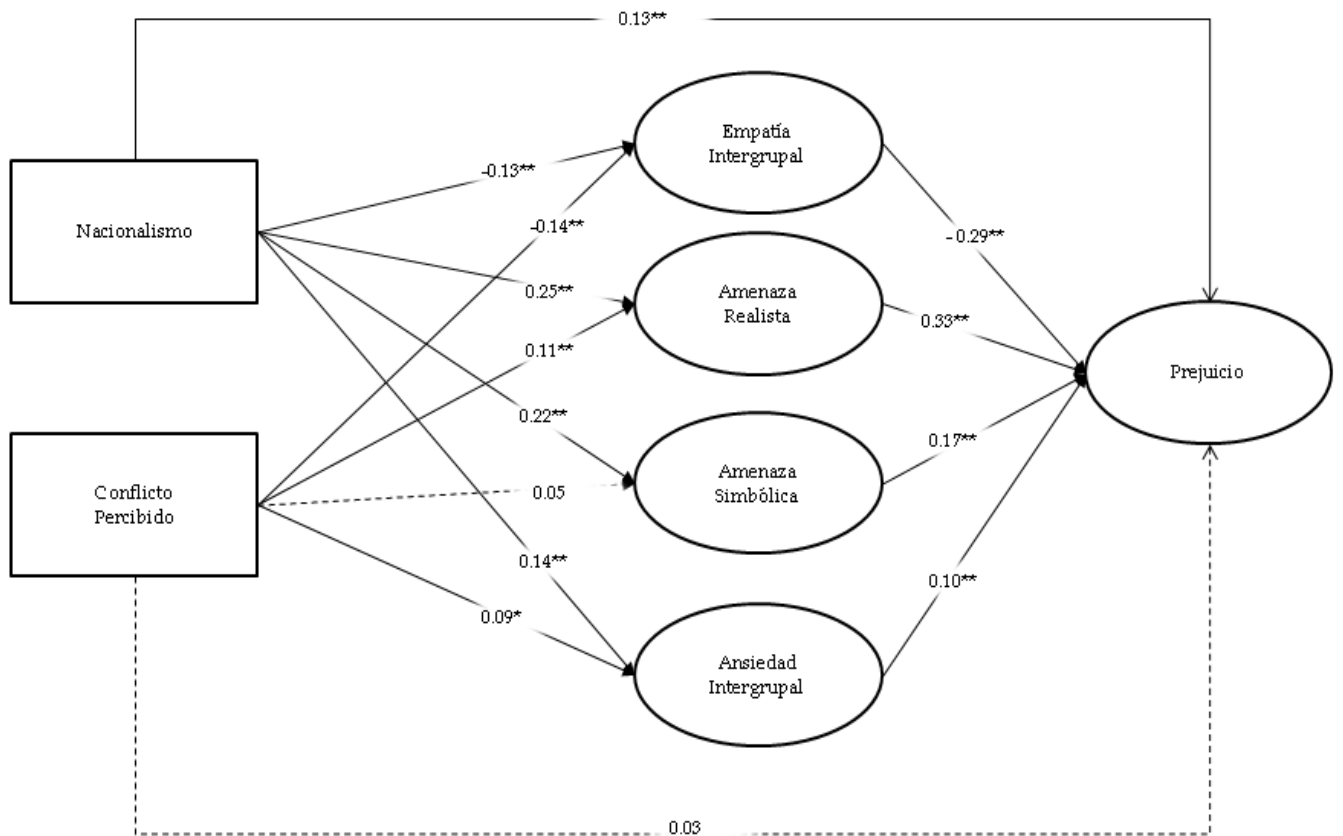 0.13**
Empatía
Intergrupal
-0.13**
Nacionalismo
-0.14**
- 0.29**
0.25**
Amenaza
Realista
0.33**
0.11**
Prejuicio
0.22**
0.17**
Conflicto
Percibido
0.05
Amenaza
Simbólica
0.14**
0.10**
0.09*
Ansiedad
Intergrupal
0.03